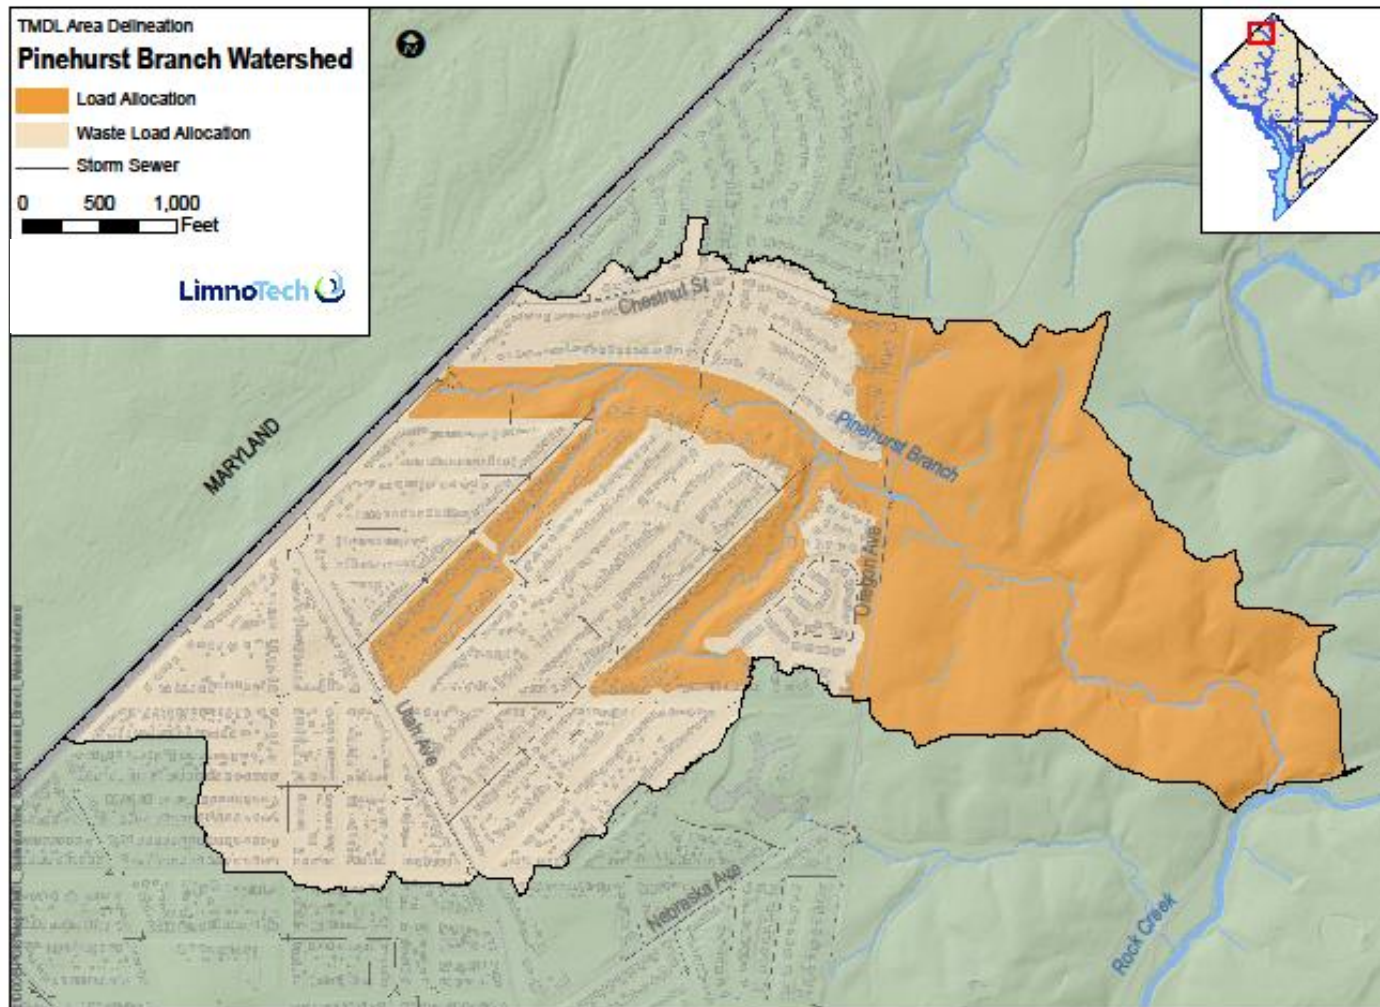 TMDL Area Delineation
Pinehurst Branch Watershed
Load Allocation
Waste Load Allocation
Storm Sewer
0 500 1,000
Feet
LimnoTech
N
Chestnut St
MARYLAND
Pinehurst Branch
Oregon Ave
Utah Ave
Nebraska Ave
Rock Creek